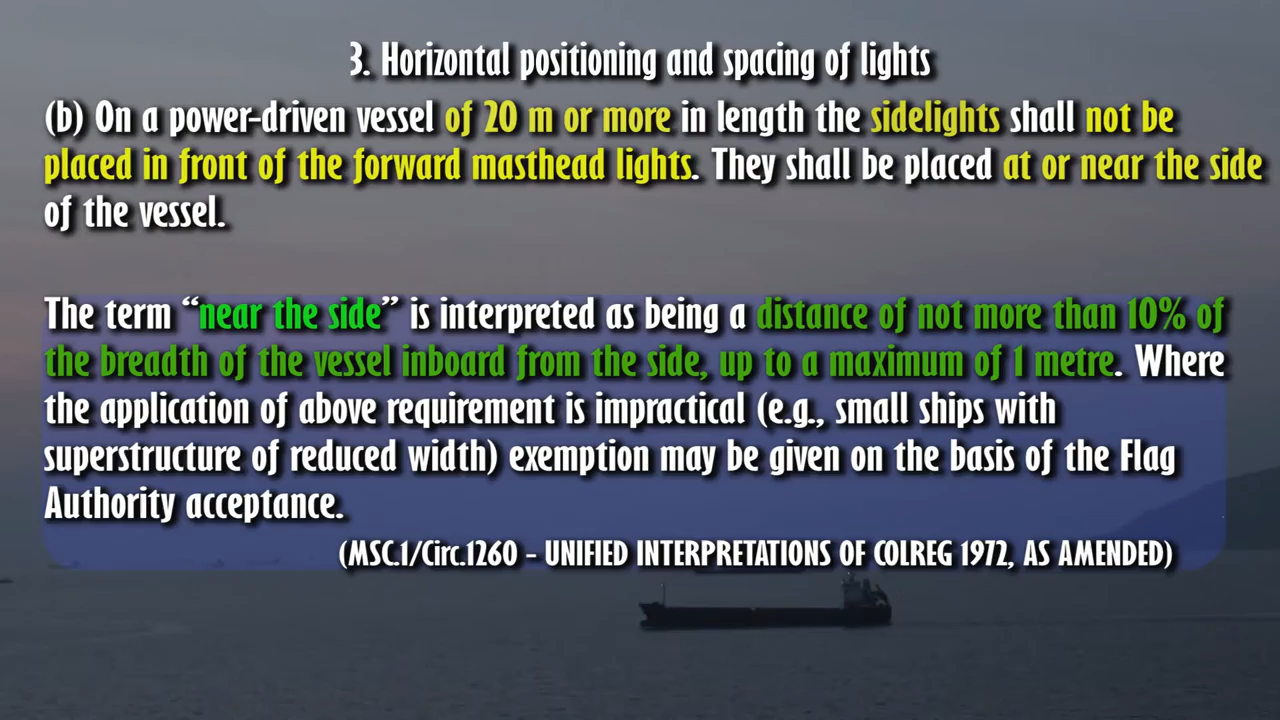 3. Horizontal positioning and spacing of lights
(b) On a power-driven vessel of 20 m or more in length the sidelights shall not be
placed in front of the forward masthead lights. They shall be placed at or near the side
of the vessel.
The term “near the side” is interpreted as being a distance of not more than 10% of
the breadth of the vessel inboard from the side, up to a maximum of 1 metre. Where
the application of above requirement is impractical (e.g., small ships with
superstructure of reduced width) exemption may be given on the basis of the Flag
Authority acceptance.
(MSC.1/Circ.1260 - UNIFIED INTERPRETATIONS OF COLREG 1972, AS AMENDED)